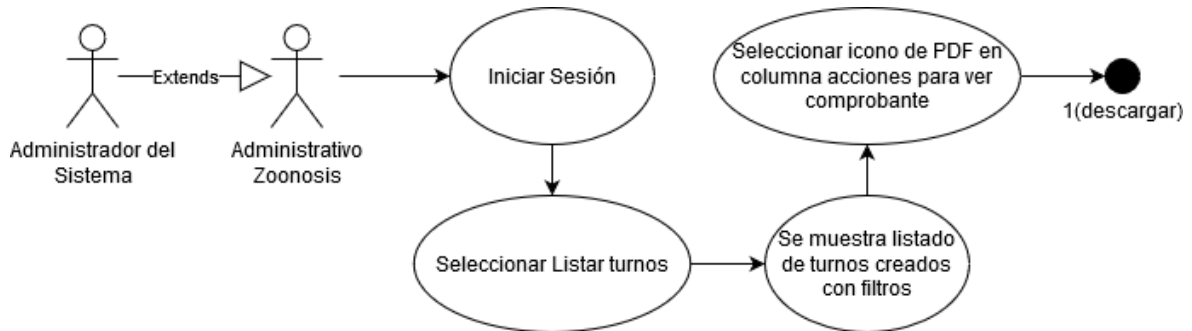 Extends
Administrador del
Sistema
Administrativo
Zoonosis
Iniciar Sesión
Seleccionar Listar turnos
Se muestra listado
de turnos creados
con filtros
Seleccionar icono de PDF en
columna acciones para ver
comprobante
1(descargar)